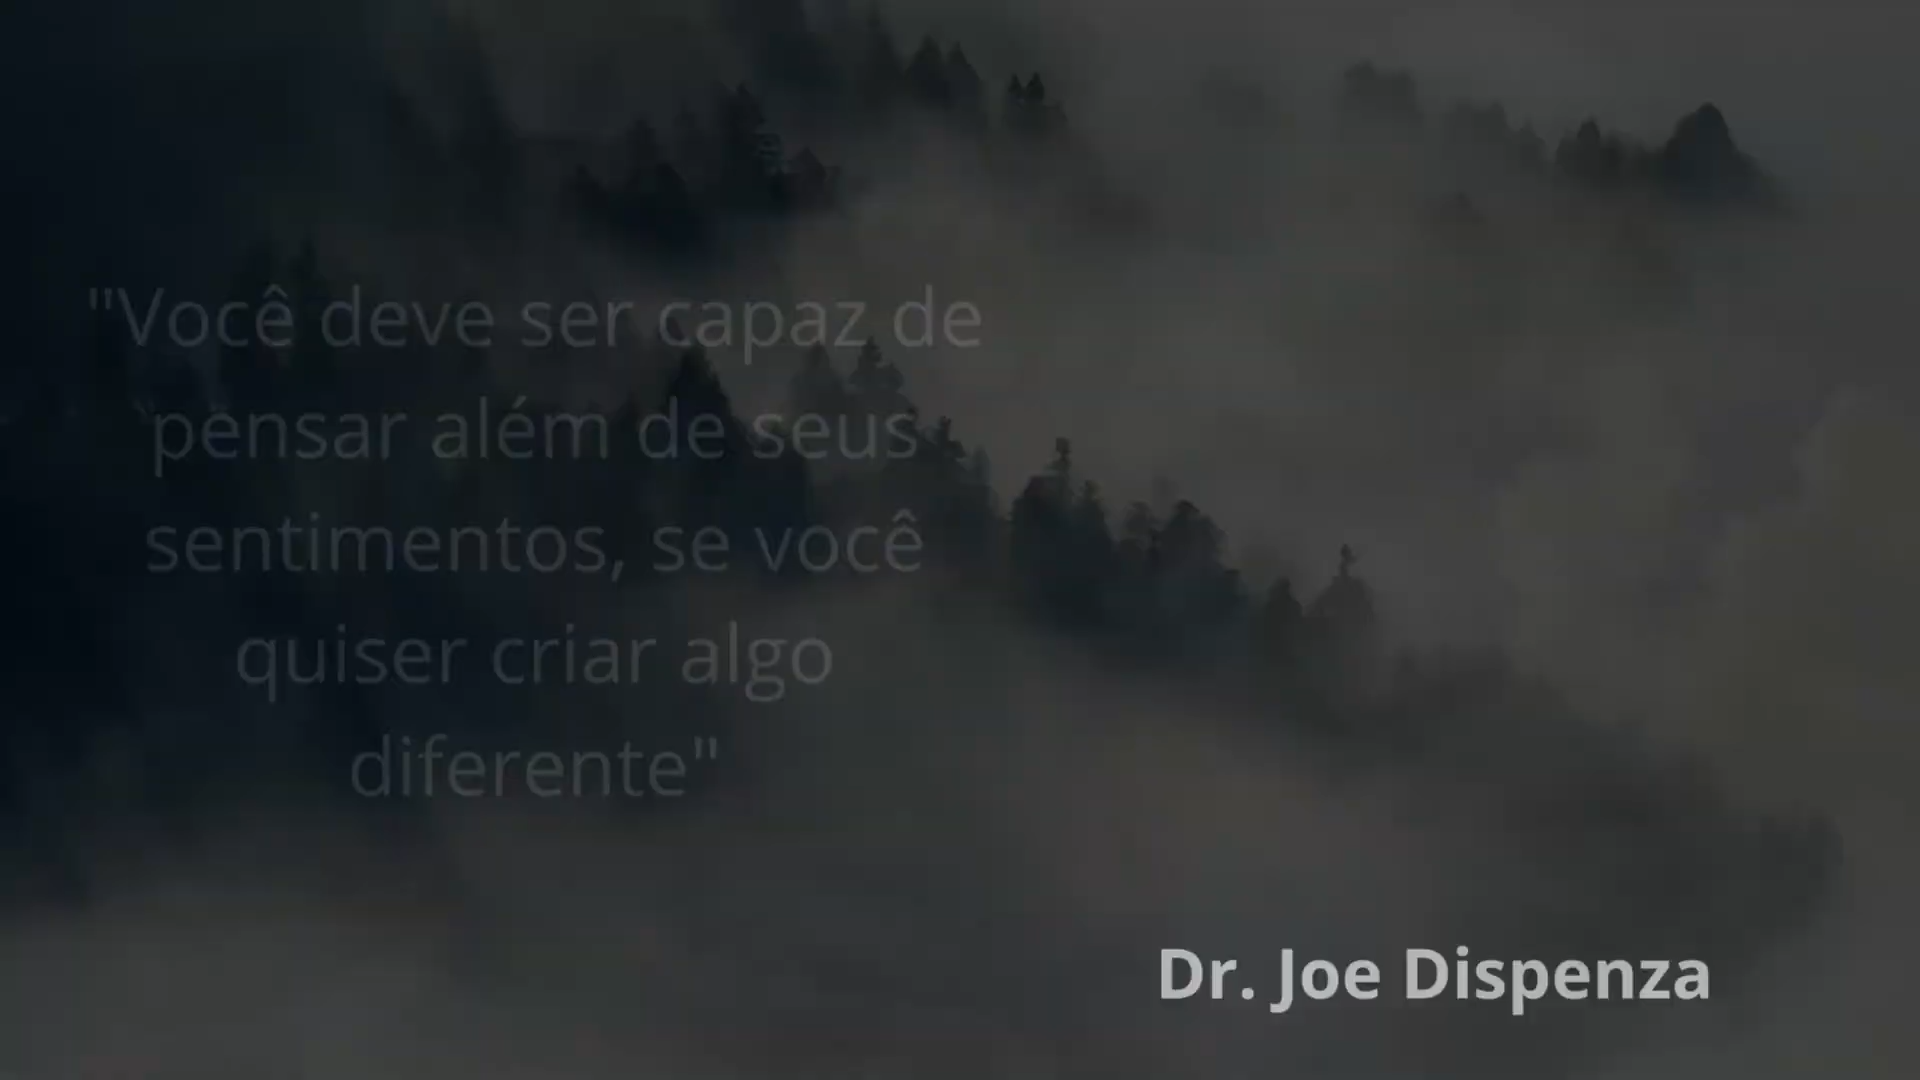 "Você deve ser capaz de
pensar além de seus
sentimentos, se você
quiser criar algo
diferente"
Dr. Joe Dispenza